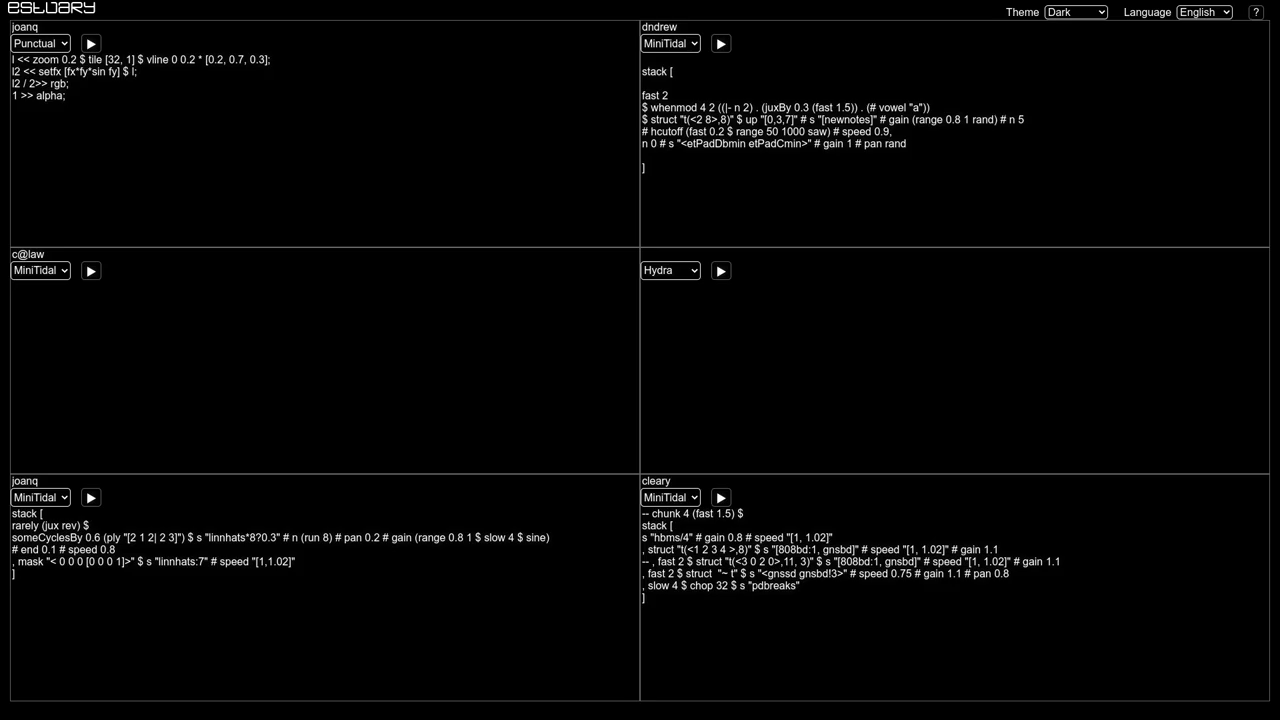 estuary
Theme Dark Language English ?
joanq
Punctual
l << zoom 0.2 $ tile [32, 1] $ vline 0 0.2 * [0.2, 0.7, 0.3];
l2 << setfx [fx*fy*sin fy] $ l;
l2 / 2>> rgb;
1 >> alpha;
dndrew
MiniTidal
stack [
fast 2
$ whenmod 4 2 ((|- n 2) . (juxBy 0.3 (fast 1.5)) . (# vowel "a"))
$ struct "t(<2 8>,8)" $ up "[0,3,7]" # s "[newnotes]" # gain (range 0.8 1 rand) # n 5
# hcutoff (fast 0.2 $ range 50 1000 saw) # speed 0.9,
n 0 # s "<etPadDbmin etPadCmin>" # gain 1 # pan rand
]
c@law
MiniTidal
Hydra
joanq
MiniTidal
stack [
rarely (jux rev) $
someCyclesBy 0.6 (ply "[2 1 2| 2 3]") $ s "linnhats*8?0.3" # n (run 8) # pan 0.2 # gain (range 0.8 1 $ slow 4 $ sine)
# end 0.1 # speed 0.8
, mask "< 0 0 0 [0 0 0 1]>" $ s "linnhats:7" # speed "[1,1.02]"
]
cleary
MiniTidal
-- chunk 4 (fast 1.5) $
stack [
s "hbms/4" # gain 0.8 # speed "[1, 1.02]"
, struct "t(<1 2 3 4 >,8)" $ s "[808bd:1, gnsbd]" # speed "[1, 1.02]" # gain 1.1
-- , fast 2 $ struct "t(<3 0 2 0>,11, 3)" $ s "[808bd:1, gnsbd]" # speed "[1, 1.02]" # gain 1.1
, fast 2 $ struct  "~ t" $ s "<gnssd gnsbd!3>" # speed 0.75 # gain 1.1 # pan 0.8
, slow 4 $ chop 32 $ s "pdbreaks"
]